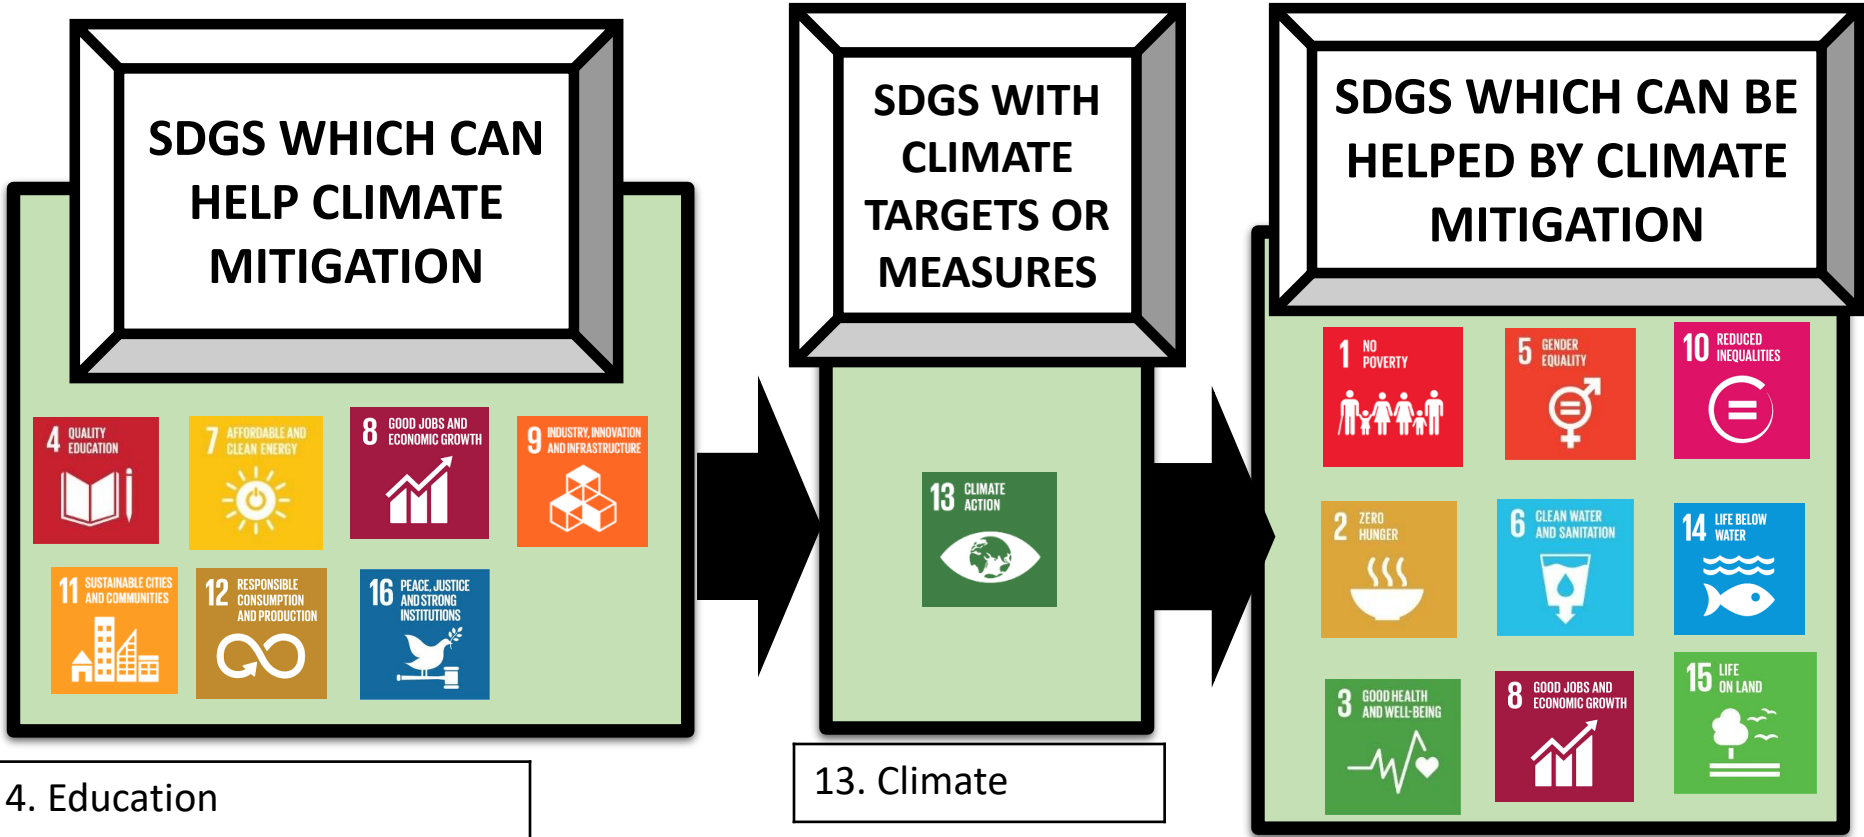 SDGS WHICH CAN
HELP CLIMATE
MITIGATION
4 QUALITY
EDUCATION
7 AFFORDABLE AND
CLEAN ENERGY
8 GOOD JOBS AND
ECONOMIC GROWTH
9 INDUSTRY, INNOVATION
AND INFRASTRUCTURE
11 SUSTAINABLE CITIES
AND COMMUNITIES
12 RESPONSIBLE
CONSUMPTION
AND PRODUCTION
16 PEACE, JUSTICE
AND STRONG
INSTITUTIONS
4. Education
SDGS WITH
CLIMATE
TARGETS OR
MEASURES
13 CLIMATE
ACTION
13. Climate
SDGS WHICH CAN BE
HELPED BY CLIMATE
MITIGATION
1 NO
POVERTY
5 GENDER
EQUALITY
10 REDUCED
INEQUALITIES
2 ZERO
HUNGER
6 CLEAN WATER
AND SANITATION
14 LIFE BELOW
WATER
3 GOOD HEALTH
AND WELL-BEING
8 GOOD JOBS AND
ECONOMIC GROWTH
15 LIFE
ON LAND